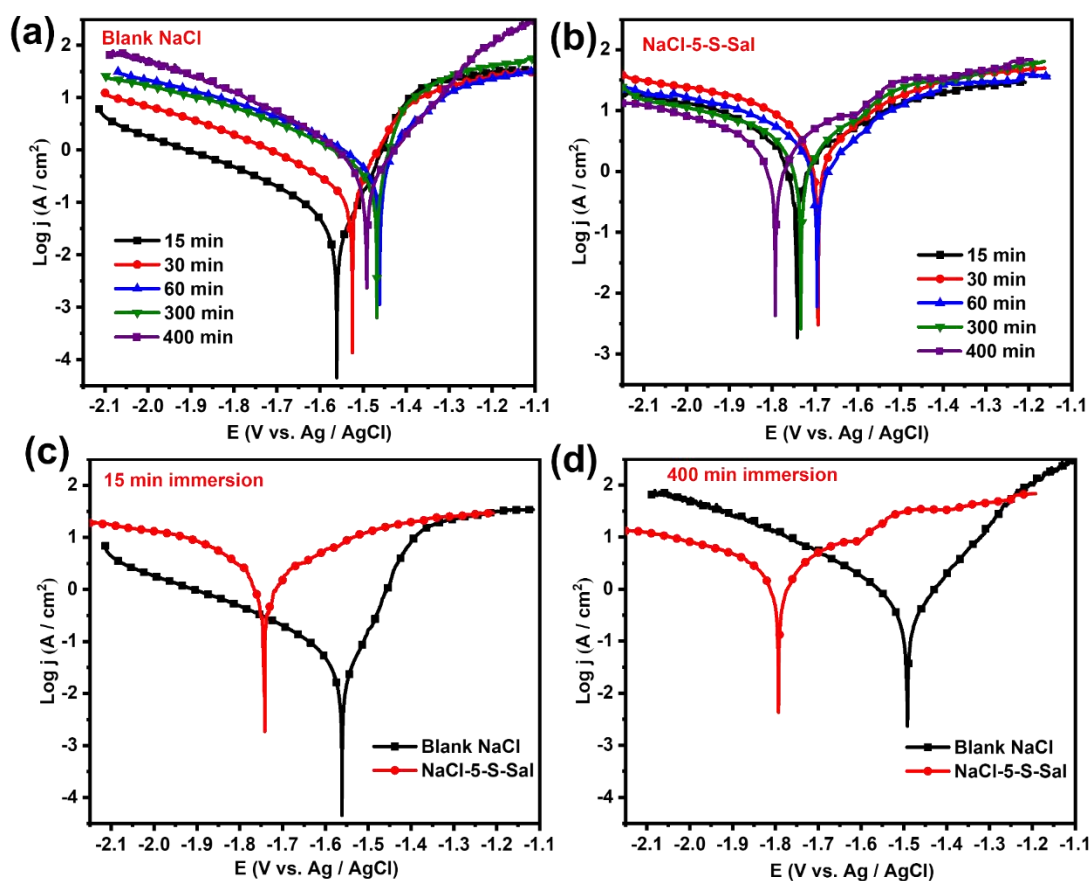 (a)
Blank NaCl
2
1
0
-1
-2
-3
-4
Log j (A / cm2)
15 min
30 min
60 min
300 min
400 min
-2.1 -2.0 -1.9 -1.8 -1.7 -1.6 -1.5 -1.4 -1.3 -1.2 -1.1
E (V vs. Ag / AgCl)
(b)
NaCl-5-S-Sal
2
1
0
-1
-2
-3
Log j (A / cm2)
15 min
30 min
60 min
300 min
400 min
-2.1 -2.0 -1.9 -1.8 -1.7 -1.6 -1.5 -1.4 -1.3 -1.2 -1.1
E (V vs. Ag / AgCl)
(c)
15 min immersion
2
1
0
-1
-2
-3
-4
Log j (A / cm2)
Blank NaCl
NaCl-5-S-Sal
-2.1 -2.0 -1.9 -1.8 -1.7 -1.6 -1.5 -1.4 -1.3 -1.2 -1.1
E (V vs. Ag / AgCl)
(d)
400 min immersion
2
1
0
-1
-2
-3
-4
Log j (A / cm2)
Blank NaCl
NaCl-5-S-Sal
-2.1 -2.0 -1.9 -1.8 -1.7 -1.6 -1.5 -1.4 -1.3 -1.2 -1.1
E (V vs. Ag / AgCl)